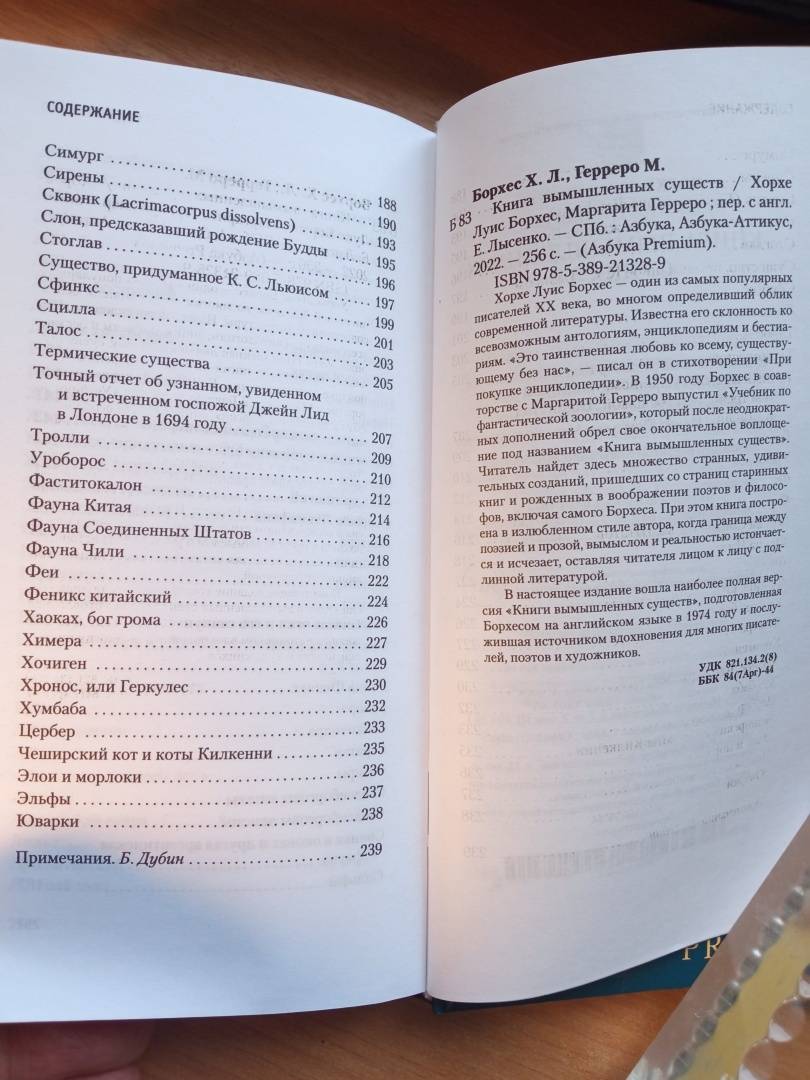 СОДЕРЖАНИЕ
Симург 188
Сирены 190
Сквонк (Lacrimacorpus dissolvens) 193
Слон, предсказавший рождение Будды 195
Стоглав 196
Существо, придуманное К. С. Льюисом 197
Сфинкс 199
Сцилла 201
Талос 203
Термические существа 205
Точный отчет об узнанном, увиденном
и встреченном госпожой Джейн Лид
в Лондоне в 1694 году 207
Тролли 209
Уроборос 210
Фаститокалон 212
Фауна Китая 214
Фауна Соединенных Штатов 216
Фауна Чили 218
Феи 222
Феникс китайский 224
Хаоках, бог грома 226
Химера 227
Хочиген 229
Хронос, или Геркулес 230
Хумбаба 232
Цербер 233
Чеширский кот и коты Килкенни 235
Элои и морлоки 236
Эльфы 237
Юварки 238
Примечания. Б. Дубин 239
Борхес Х. Л., Герреро М.
Б 83 Книга вымышленных существ / Хорхе
Луис Борхес, Маргарита Герреро ; пер. с англ.
Е. Лысенко. — СПб. : Азбука, Азбука-Аттикус,
2022. — 256 с. — (Азбука Premium).
ISBN 978-5-389-21328-9
Хорхе Луис Борхес — один из самых популярных
писателей XX века, во многом определивший облик
современной литературы. Известна его склонность ко
всевозможным антологиям, энциклопедиям и бестиа-
риям. «Это таинственная любовь ко всему, существу-
ющему без нас», — писал он в стихотворении «При
покупке энциклопедии». В 1950 году Борхес в соав-
торстве с Маргаритой Герреро выпустил «Учебник по
фантастической зоологии», который после неоднократ-
ных дополнений обрел свое окончательное воплоще-
ние под названием «Книга вымышленных существ».
Читатель найдет здесь множество странных, удиви-
тельных созданий, пришедших со страниц старинных
книг и рожденных в воображении поэтов и филосо-
фов, включая самого Борхеса. При этом книга постро-
ена в излюбленном стиле автора, когда граница между
поэзией и прозой, вымыслом и реальностью истончает-
ся и исчезает, оставляя читателя лицом к лицу с под-
линной литературой.
В настоящее издание вошла наиболее полная вер-
сия «Книги вымышленных существ», подготовленная
Борхесом на английском языке в 1974 году и послу-
жившая источником вдохновения для многих писате-
лей, поэтов и художников.
УДК 821.134.2(8)
ББК 84(7Арг)-44
PR